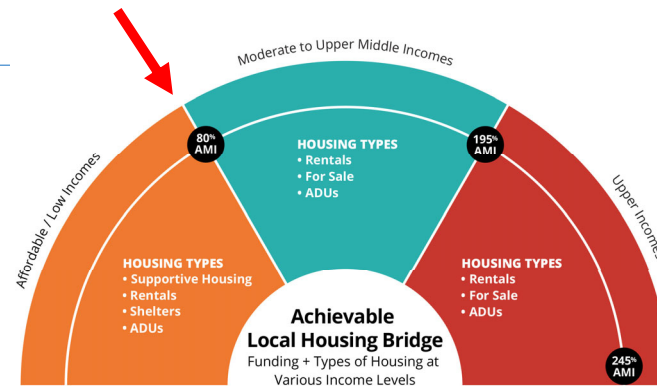 Moderate to Upper Middle Incomes
Affordable / Low Incomes
Upper Incomes
80%
AMI
195%
AMI
HOUSING TYPES
• Rentals
• For Sale
• ADUs
HOUSING TYPES
• Supportive Housing
• Rentals
• Shelters
• ADUs
HOUSING TYPES
• Rentals
• For Sale
• ADUs
Achievable
Local Housing Bridge
Funding + Types of Housing at
Various Income Levels
245%
AMI